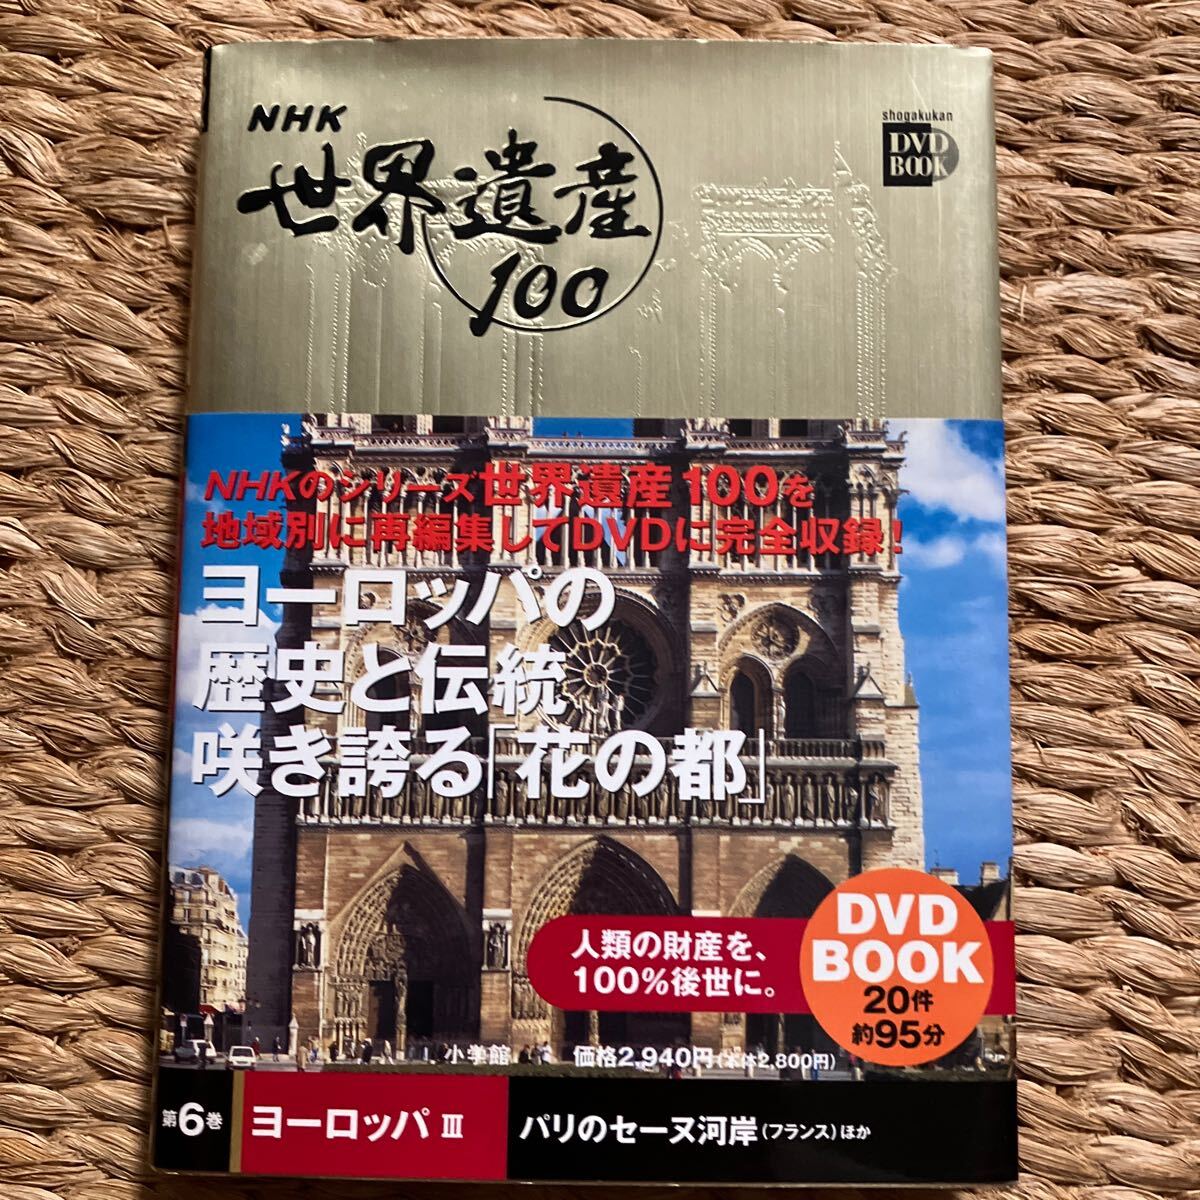 NHK
世界遺産
100
shogakukan
DVD
BOOK
NHKのシリーズ世界遺産100を
地域別に再編集してDVDに完全収録!
ヨーロッパの
歴史と伝統
咲き誇る「花の都」
人類の財産を、
100%後世に。
DVD
BOOK
20件
約95分
小学館 価格2,940円(本体2,800円)
第6巻 ヨーロッパ III パリのセーヌ河岸(フランス)ほか